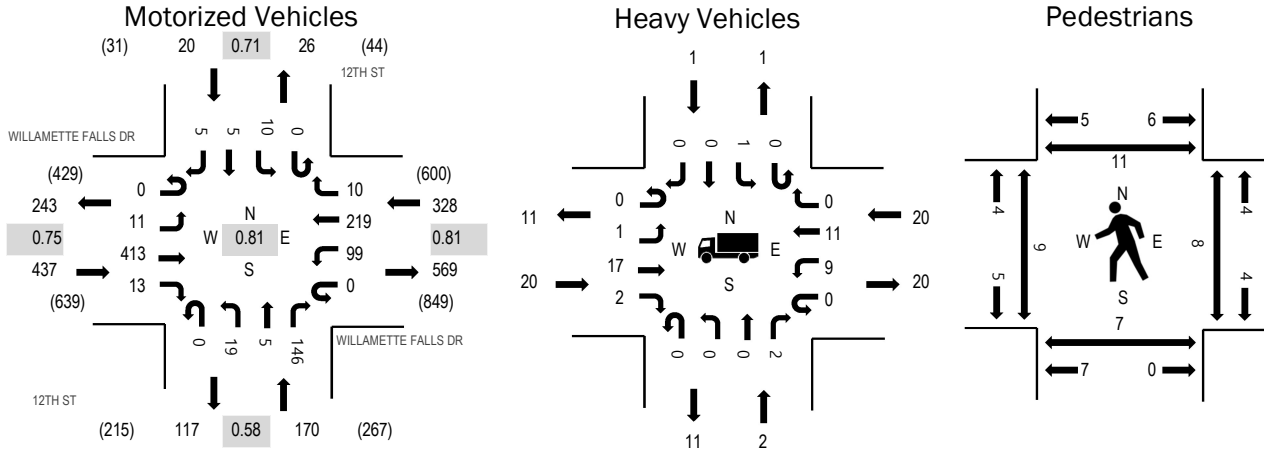 Motorized Vehicles
(31) 20 0.71 26 (44)
12TH ST
WILLAMETTE FALLS DR
5 5 10 0
(429) 0 10 (600)
243 11 N 219 328
0.75 W 0.81 E 0.81
437 413 S 99 569
(639) 13 0 (849)
0 19 5 146
WILLAMETTE FALLS DR
12TH ST
(215) 117 0.58 170 (267)
Heavy Vehicles
1 1
0 0 1 0
0 0
11 1 N 11 20
W E
20 17 S 9 20
2 0
0 0 0 2
11 2
Pedestrians
5 6
11
4 N 4
W 9 E 8
5 S 4
7
7 0